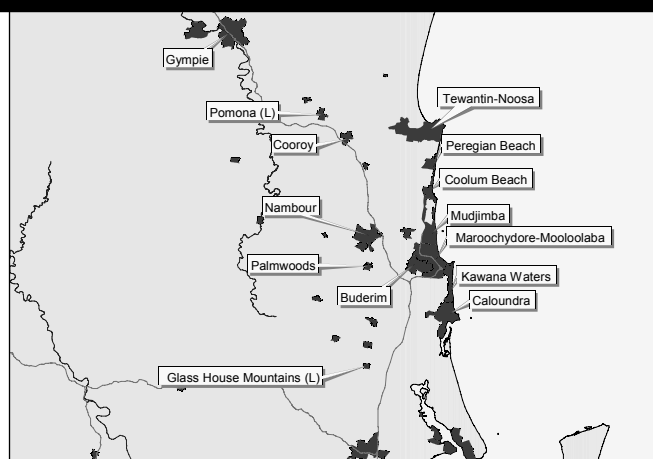 Gympie
Tewantin-Noosa
Pomona (L)
Cooroy
Peregian Beach
Coolum Beach
Nambour
Mudjimba
Maroochydore-Mooloolaba
Palmwoods
Kawana Waters
Buderim
Caloundra
Glass House Mountains (L)